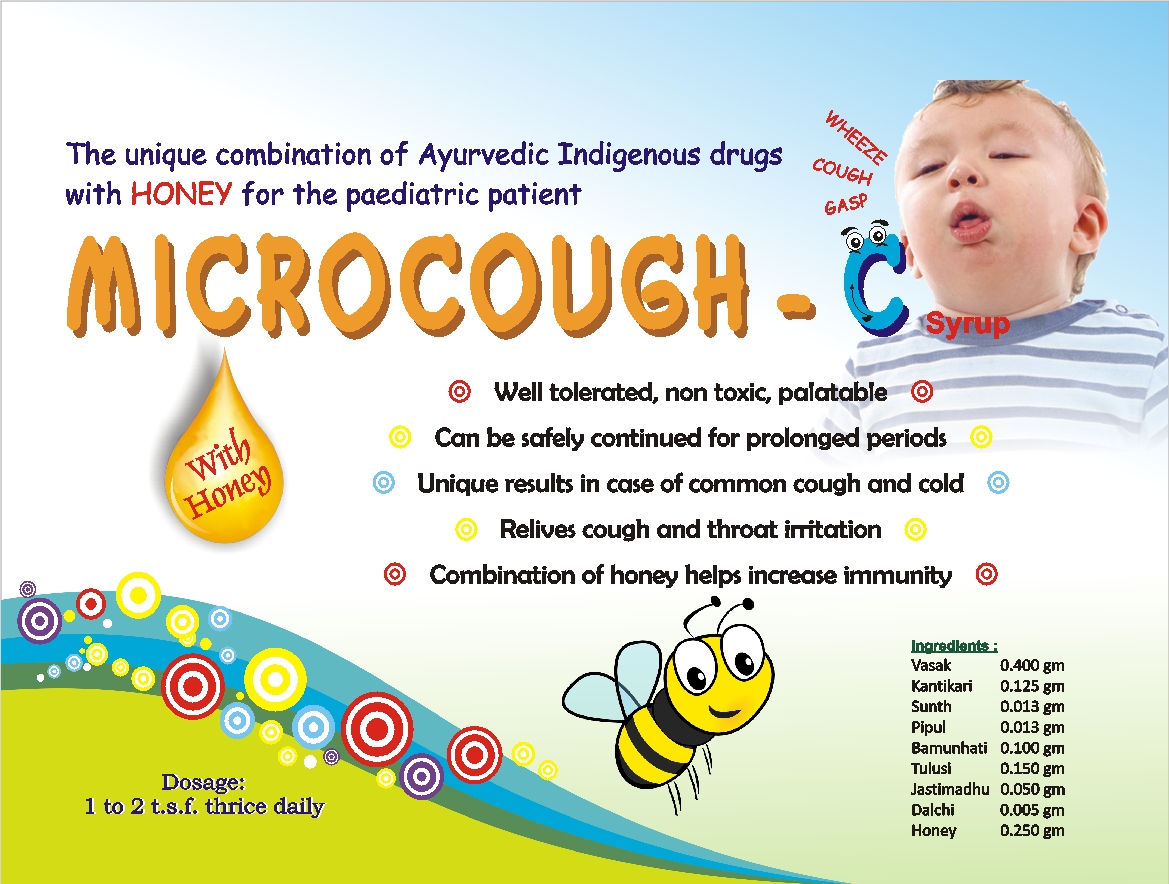 The unique combination of Ayurvedic Indigenous drugs
with HONEY for the paediatric patient
WHEEZE
COUGH
GASP
MICROCOUGH - C
Syrup
With
Honey
Well tolerated, non toxic, palatable
Can be safely continued for prolonged periods
Unique results in case of common cough and cold
Relives cough and throat irritation
Combination of honey helps increase immunity
Dosage:
1 to 2 t.s.f. thrice daily
Ingredients :
Vasak 0.400 gm
Kantikari 0.125 gm
Sunth 0.013 gm
Pipul 0.013 gm
Bamunhati 0.100 gm
Tulusi 0.150 gm
Jastimadhu 0.050 gm
Dalchi 0.005 gm
Honey 0.250 gm